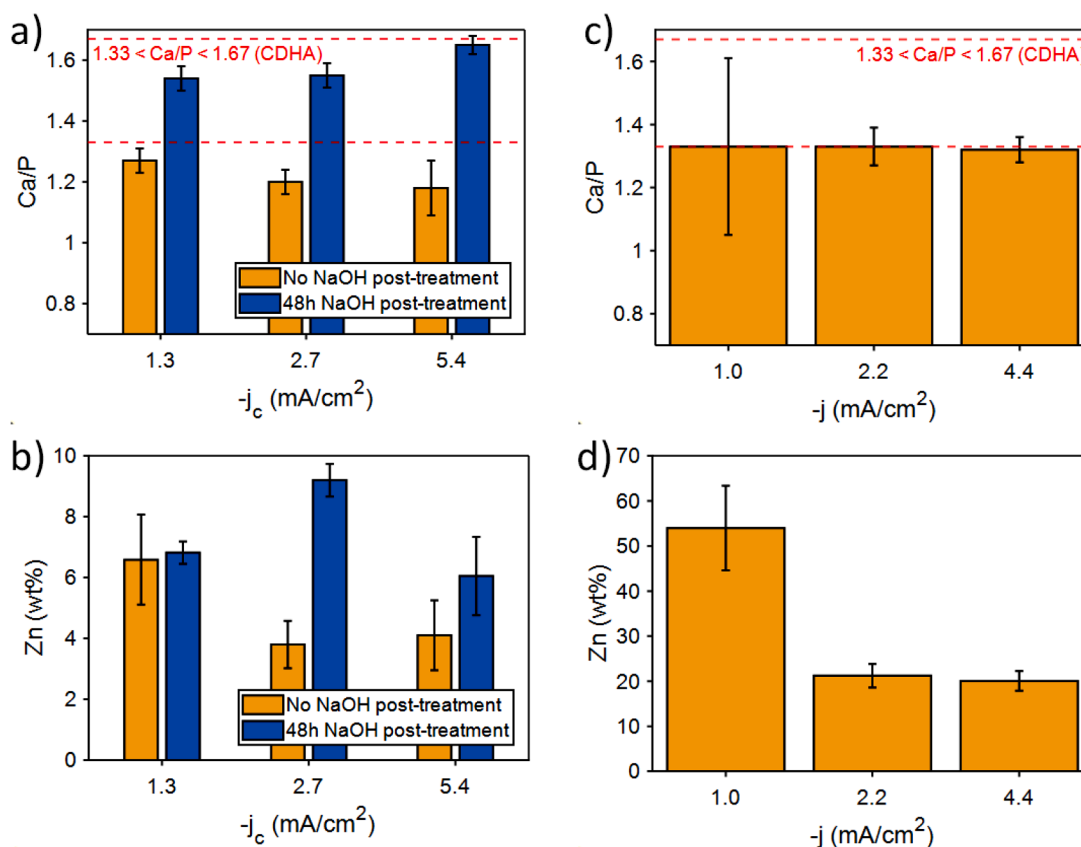 a)
1.33 < Ca/P < 1.67 (CDHA)
1.6
1.4
1.2
1
0.8
Ca/P
No NaOH post-treatment
48h NaOH post-treatment
1.3 2.7 5.4
-jc (mA/cm²)
c)
1.33 < Ca/P < 1.67 (CDHA)
1.6
1.4
1.2
1
0.8
Ca/P
1.0 2.2 4.4
-j (mA/cm²)
b)
10
8
6
4
2
0
Zn (wt%)
No NaOH post-treatment
48h NaOH post-treatment
1.3 2.7 5.4
-jc (mA/cm²)
d)
70
60
50
40
30
20
10
0
Zn (wt%)
1.0 2.2 4.4
-j (mA/cm²)